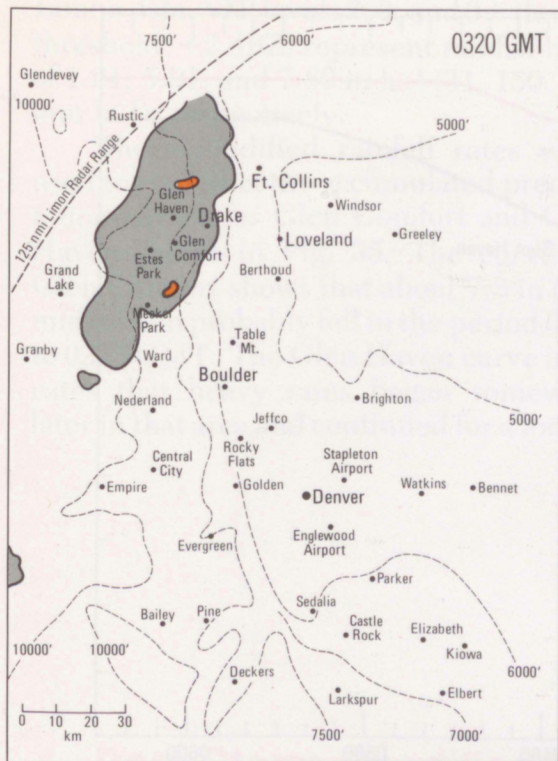 7500'
6000'
0320 GMT
Glendevey
10000'
Rustic
5000'
125 nmi Limon Radar Range
Ft. Collins
Glen
Haven
Drake
Windsor
Greeley
Loveland
Glen
Comfort
Estes
Park
Berthoud
Grand
Lake
Meeker
Park
Granby
Ward
Table
Mt.
Boulder
Nederland
Brighton
Jeffco
5000'
Rocky
Flats
Central
City
Stapleton
Airport
Empire
Golden
Denver
Watkins
Bennet
Evergreen
Englewood
Airport
Parker
Sedalia
Bailey
Pine
Castle
Rock
Elizabeth
Kiowa
10000'
10000'
6000'
Deckers
Larkspur
Elbert
0 10 20 30
km
7500'
7000'